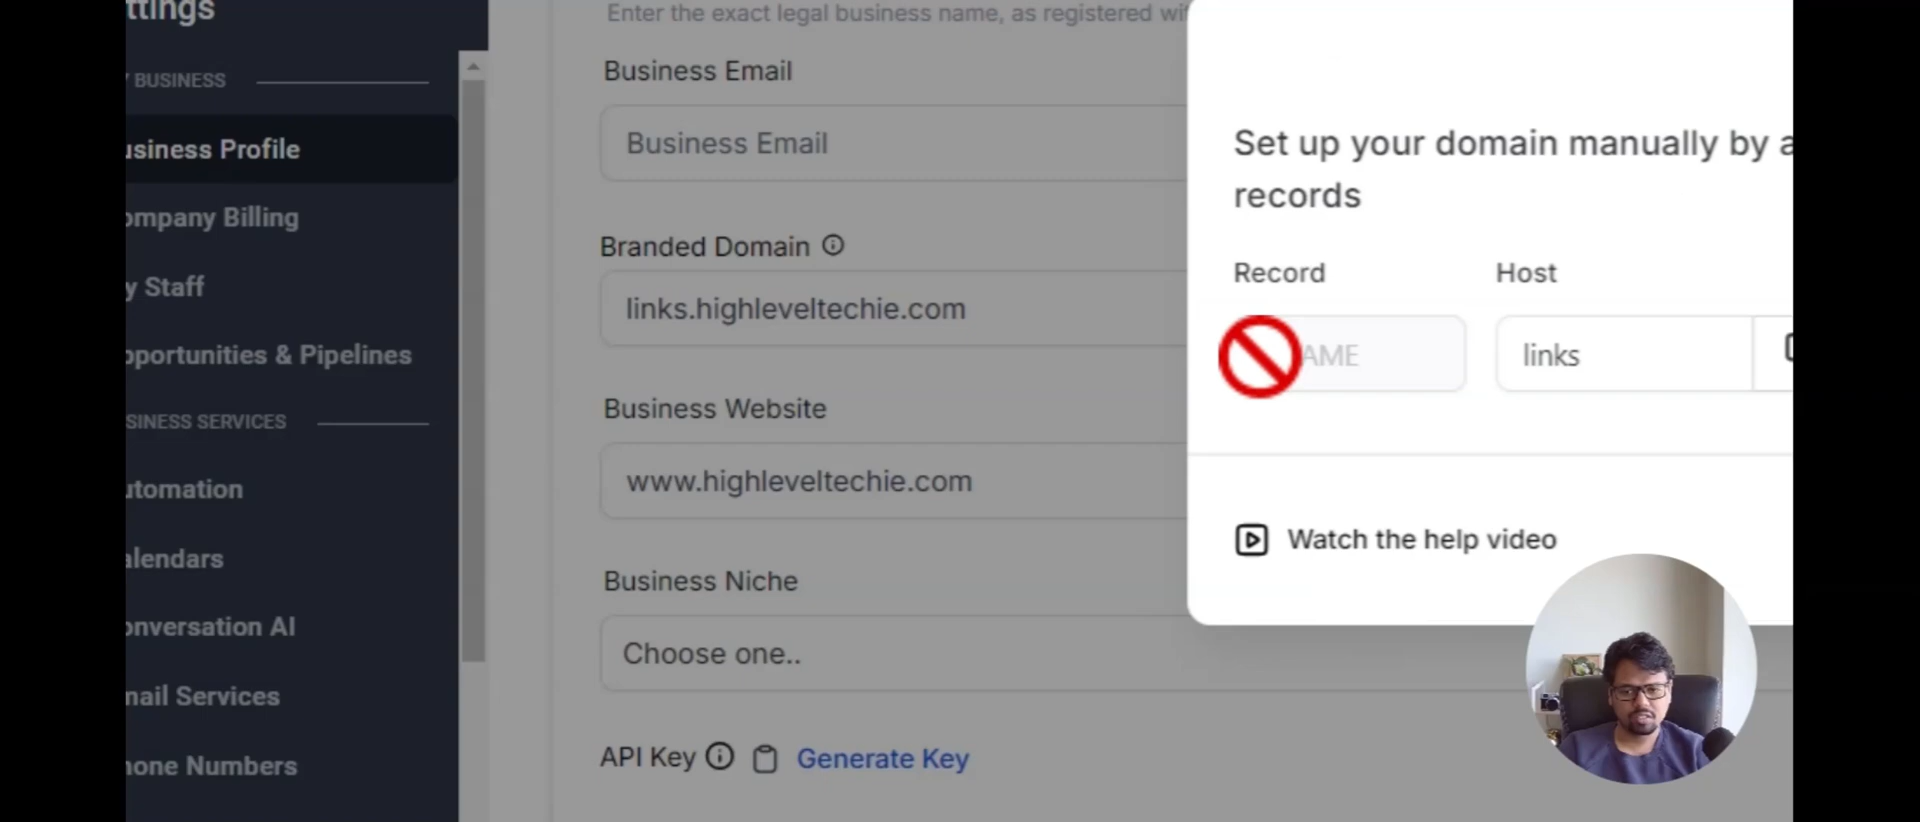 ttings
BUSINESS
usiness Profile
ompany Billing
y Staff
pportunities & Pipelines
SINESS SERVICES
utomation
alendars
onversation AI
mail Services
hone Numbers
Enter the exact legal business name, as registered wi
Business Email
Business Email
Branded Domain
links.highleveltechie.com
Business Website
www.highleveltechie.com
Business Niche
Choose one..
API Key Generate Key
Set up your domain manually by a
records
Record Host
AME links
Watch the help video